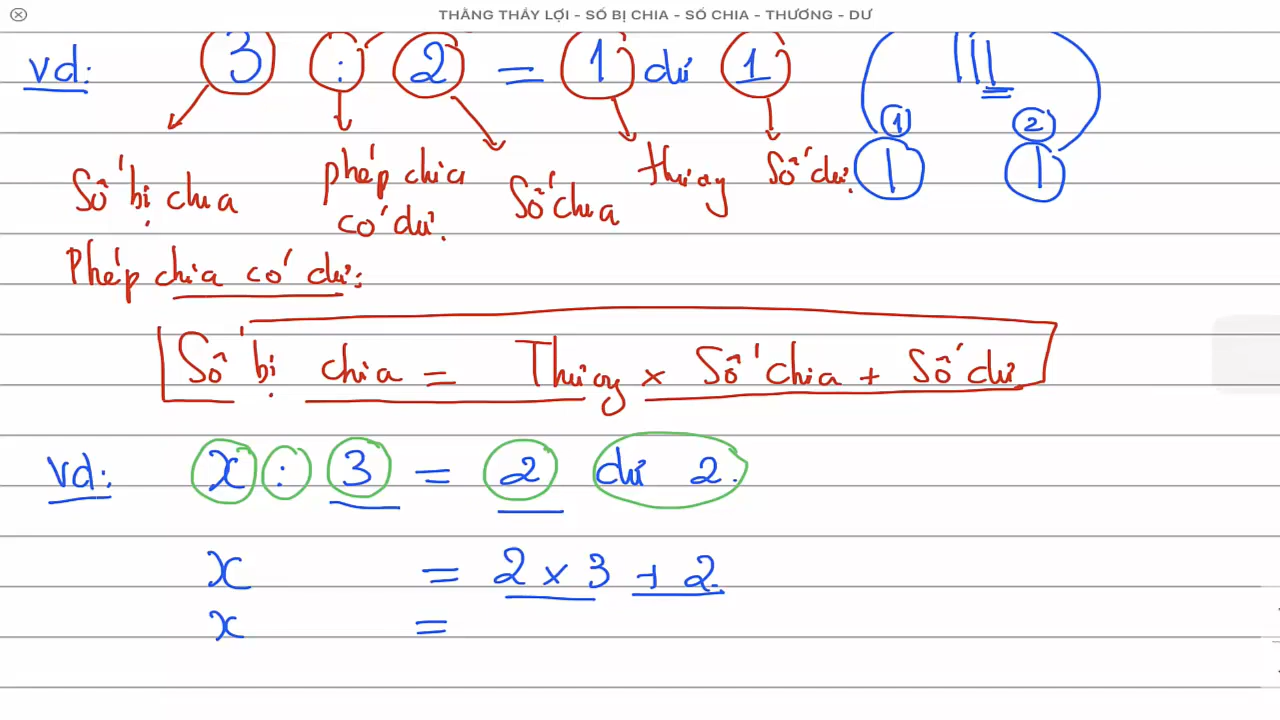 THẰNG THẦY LỢI - SỐ BỊ CHIA - SỐ CHIA - THƯƠNG - DƯ
vd: 3 : 2 = 1 dư 1
(1) (2)
1 1
Số bị chia phép chia có dư. Số chia thương Số dư.
Phép chia có dư:
Số bị chia = Thương × Số chia + Số dư
vd: x : 3 = 2 dư 2.
x = 2 × 3 + 2.
x =